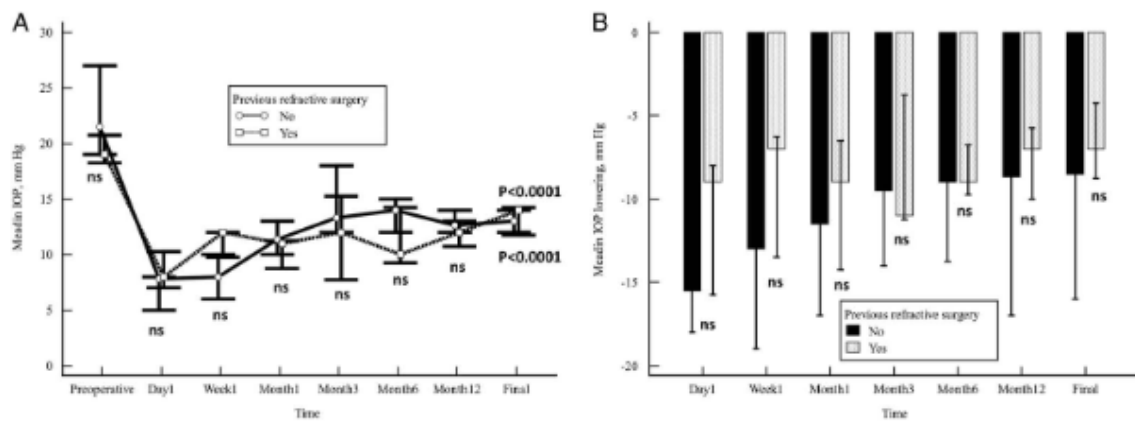 A
30
25
20
15
10
5
0
Meadin IOP, mm Hg
Previous refractive surgery
No
Yes
ns
ns
ns
ns
ns
ns
ns
P<0.0001
P<0.0001
Preoperative Day1 Week1 Month1 Month3 Month6 Month12 Final
Time
B
-0
-5
-10
-15
-20
Meadin IOP lowering, mm Hg
ns
ns
ns
ns
ns
ns
ns
Previous refractive surgery
No
Yes
Day1 Week1 Month1 Month3 Month6 Month12 Final
Time